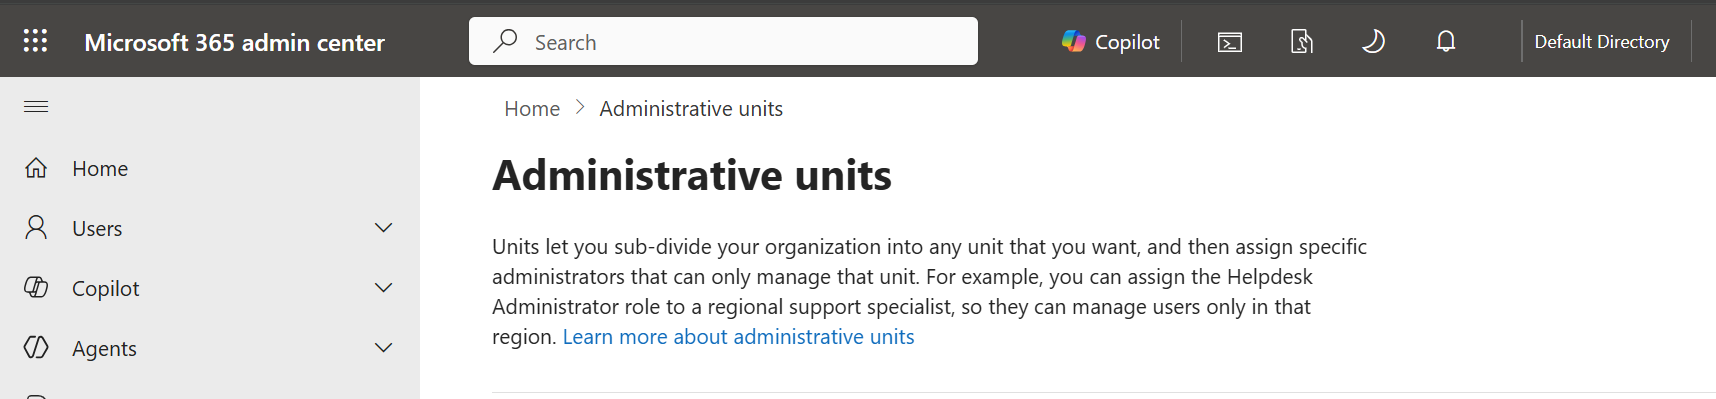 Microsoft 365 admin center
Search
Copilot
Default Directory
Home > Administrative units
Home
Users
Copilot
Agents
Administrative units
Units let you sub-divide your organization into any unit that you want, and then assign specific
administrators that can only manage that unit. For example, you can assign the Helpdesk
Administrator role to a regional support specialist, so they can manage users only in that
region. Learn more about administrative units